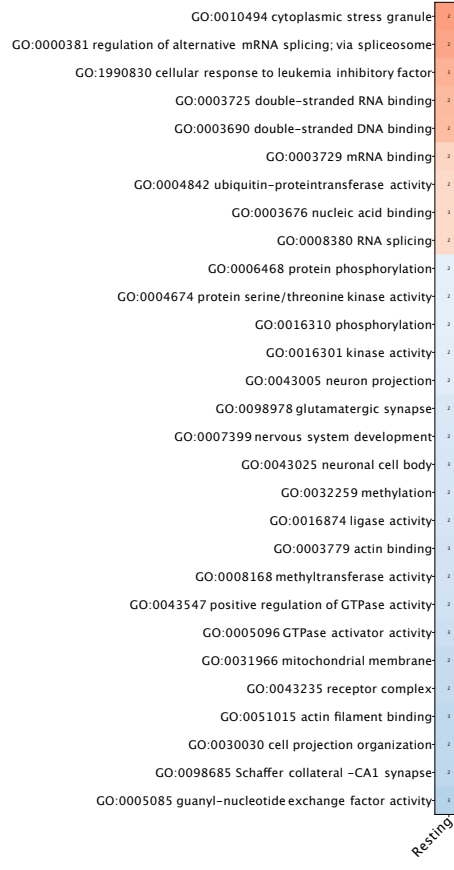 GO:0010494 cytoplasmic stress granule
GO:0000381 regulation of alternative mRNA splicing; via spliceosome
GO:1990830 cellular response to leukemia inhibitory factor
GO:0003725 double-stranded RNA binding
GO:0003690 double-stranded DNA binding
GO:0003729 mRNA binding
GO:0004842 ubiquitin-proteintransferase activity
GO:0003676 nucleic acid binding
GO:0008380 RNA splicing
GO:0006468 protein phosphorylation
GO:0004674 protein serine/threonine kinase activity
GO:0016310 phosphorylation
GO:0016301 kinase activity
GO:0043005 neuron projection
GO:0098978 glutamatergic synapse
GO:0007399 nervous system development
GO:0043025 neuronal cell body
GO:0032259 methylation
GO:0016874 ligase activity
GO:0003779 actin binding
GO:0008168 methyltransferase activity
GO:0043547 positive regulation of GTPase activity
GO:0005096 GTPase activator activity
GO:0031966 mitochondrial membrane
GO:0043235 receptor complex
GO:0051015 actin filament binding
GO:0030030 cell projection organization
GO:0098685 Schaffer collateral -CA1 synapse
GO:0005085 guanyl-nucleotide exchange factor activity
Resting